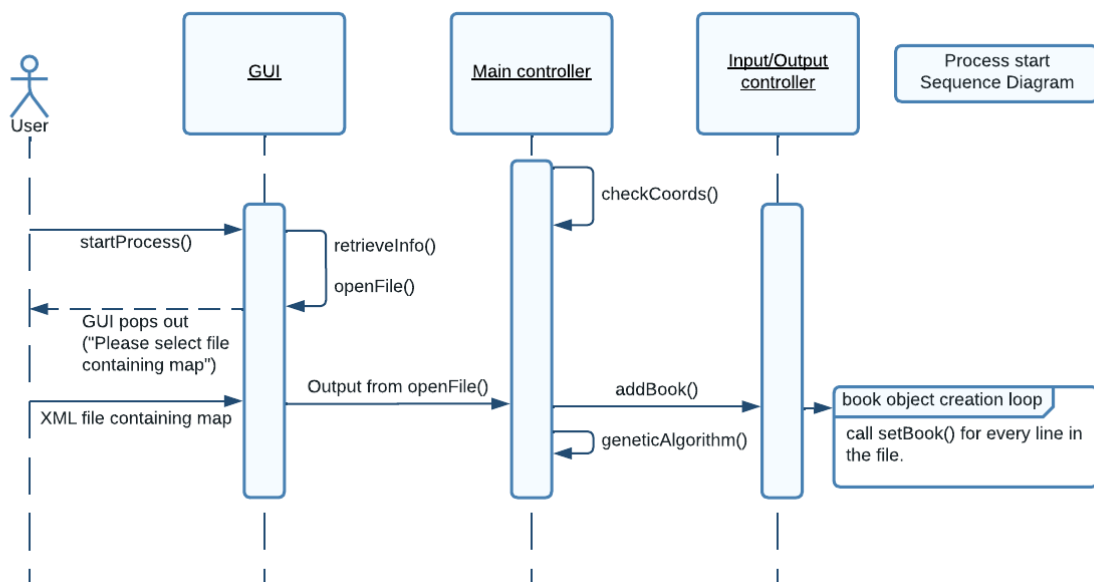 GUI
Main controller
Input/Output
controller
Process start
Sequence Diagram
User
checkCoords()
startProcess()
retrieveInfo()
openFile()
GUI pops out
("Please select file
containing map")
Output from openFile()
addBook()
book object creation loop
XML file containing map
geneticAlgorithm()
call setBook() for every line in
the file.